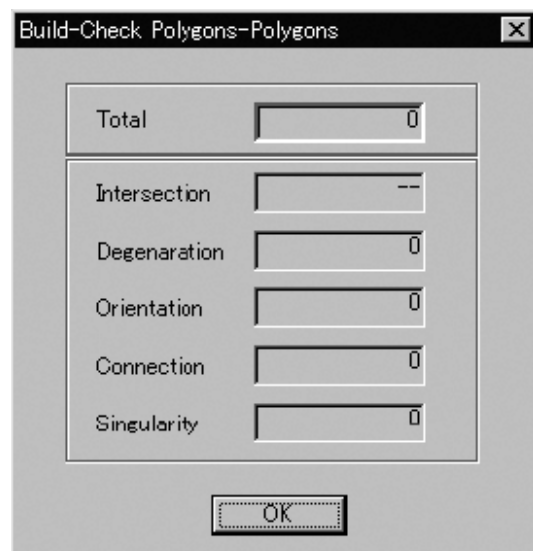 Build-Check Polygons-Polygons
Total 0
Intersection --
Degenaration 0
Orientation 0
Connection 0
Singularity 0
OK